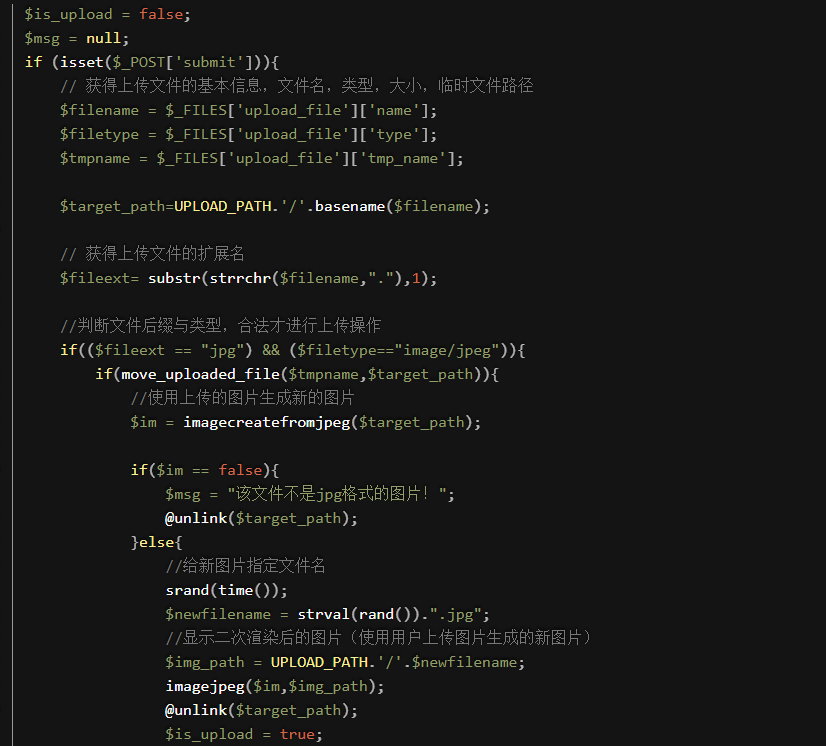 $is_upload = false;
$msg = null;
if (isset($_POST['submit'])){
// 获得上传文件的基本信息，文件名，类型，大小，临时文件路径
$filename = $_FILES['upload_file']['name'];
$filetype = $_FILES['upload_file']['type'];
$tmpname = $_FILES['upload_file']['tmp_name'];
$target_path=UPLOAD_PATH.'/'.basename($filename);
// 获得上传文件的扩展名
$fileext= substr(strrchr($filename,"."),1);
//判断文件后缀与类型，合法才进行上传操作
if(($fileext == "jpg") && ($filetype=="image/jpeg")){
if(move_uploaded_file($tmpname,$target_path)){
//使用上传的图片生成新的图片
$im = imagecreatefromjpeg($target_path);
if($im == false){
$msg = "该文件不是jpg格式的图片！";
@unlink($target_path);
}else{
//给新图片指定文件名
srand(time());
$newfilename = strval(rand()).".jpg";
//显示二次渲染后的图片（使用用户上传图片生成的新图片）
$img_path = UPLOAD_PATH.'/'.$newfilename;
imagejpeg($im,$img_path);
@unlink($target_path);
$is_upload = true;